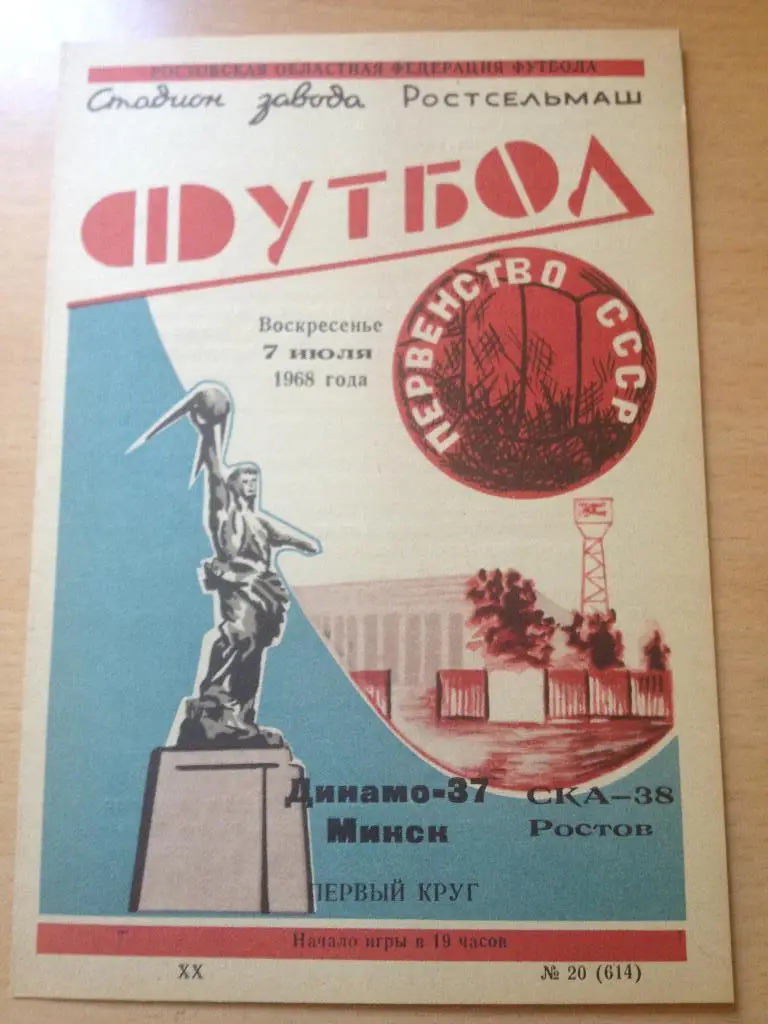 РОСТОВСКАЯ ОБЛАСТНАЯ ФЕДЕРАЦИЯ ФУТБОЛА
Стадион завода РОСТСЕЛЬМАШ
ФУТБОЛ
ПЕРВЕНСТВО СССР
Воскресенье
7 июля
1968 года
Динамо-37
Минск
СКА-38
Ростов
ПЕРВЫЙ КРУГ
Начало игры в 19 часов
XX
№ 20 (614)